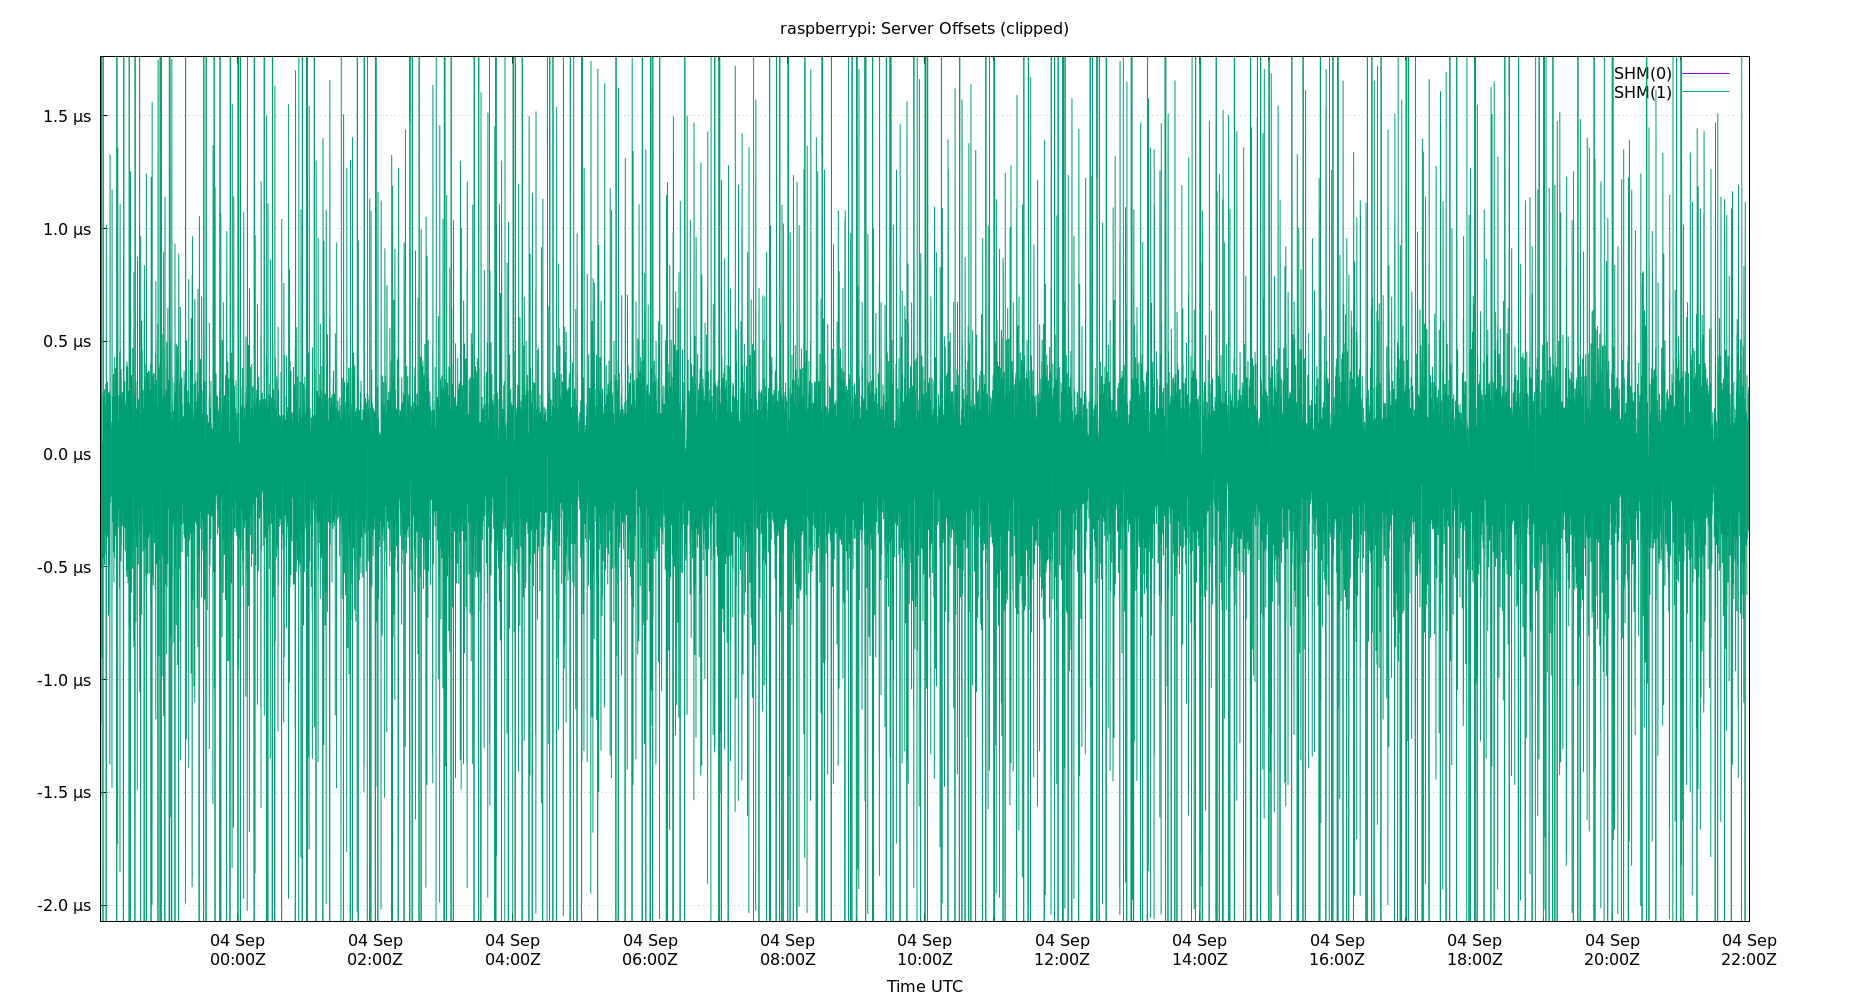 raspberrypi: Server Offsets (clipped)
SHM(0)
SHM(1)
1.5 µs
1.0 µs
0.5 µs
0.0 µs
-0.5 µs
-1.0 µs
-1.5 µs
-2.0 µs
04 Sep 04 Sep 04 Sep 04 Sep 04 Sep 04 Sep 04 Sep 04 Sep 04 Sep 04 Sep 04 Sep 04 Sep
00:00Z 02:00Z 04:00Z 06:00Z 08:00Z 10:00Z 12:00Z 14:00Z 16:00Z 18:00Z 20:00Z 22:00Z
Time UTC